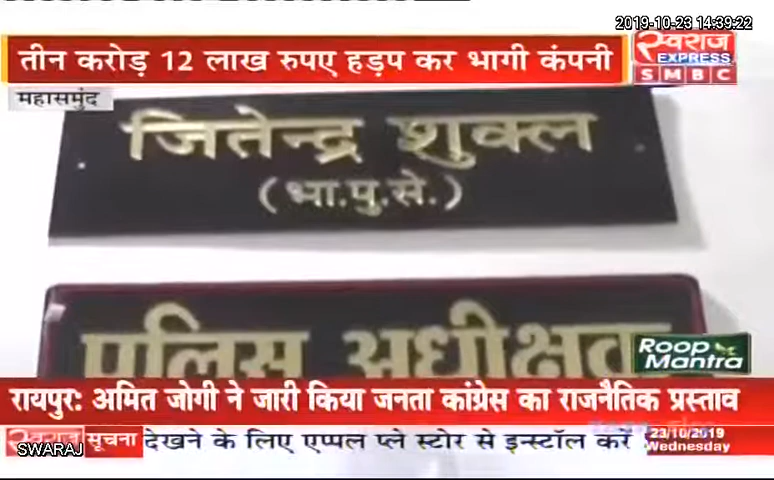 2019-10-23 14:39:22
तीन करोड़ 12 लाख रुपए हड़प कर भागी कंपनी
स्वराज
EXPRESS
SMBC
महासमुंद
जितेन्द्र शुक्ल
(भा.पु.से.)
पुलिस अधीक्षक
Roop
Mantra
रायपुर: अमित जोगी ने जारी किया जनता कांग्रेस का राजनैतिक प्रस्ताव
स्वराज सूचना देखने के लिए एप्पल प्ले स्टोर से इन्स्टॉल करें
SWARAJ
23/10/2019
Wednesday